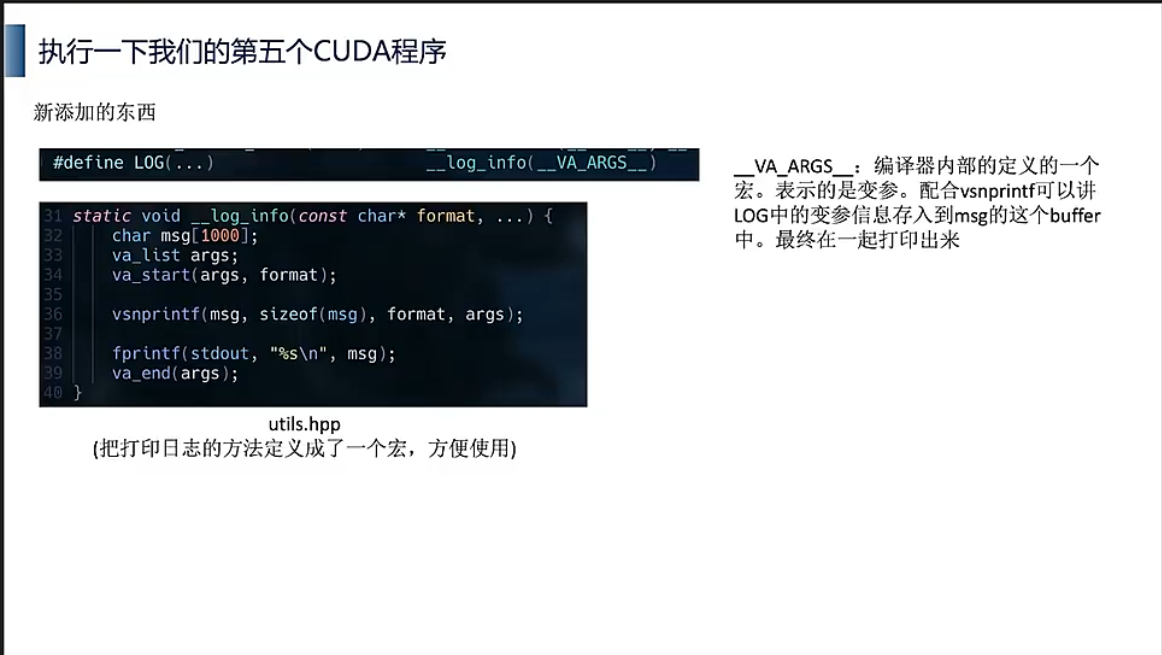 执行一下我们的第五个CUDA程序
新添加的东西
#define LOG(...) __log_info(__VA_ARGS__)
31 static void __log_info(const char* format, ...) {
32 char msg[1000];
33 va_list args;
34 va_start(args, format);
35
36 vsnprintf(msg, sizeof(msg), format, args);
37
38 fprintf(stdout, "%s\n", msg);
39 va_end(args);
40 }
utils.hpp
(把打印日志的方法定义成了一个宏，方便使用)
__VA_ARGS__：编译器内部的定义的一个
宏。表示的是变参。配合vsnprintf可以讲
LOG中的变参信息存入到msg的这个buffer
中。最终在一起打印出来